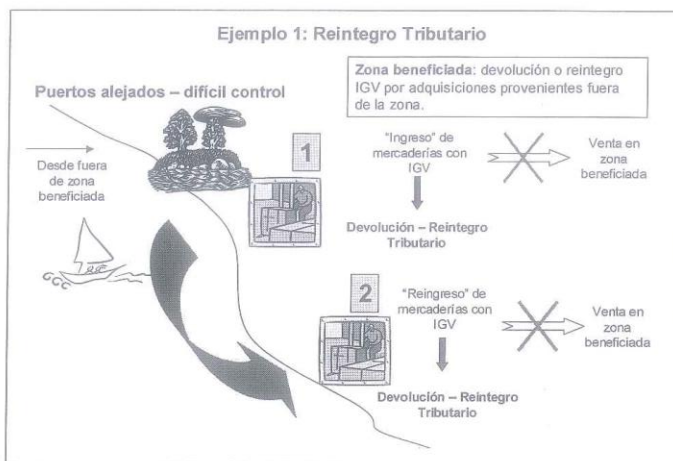 Ejemplo 1: Reintegro Tributario
Zona beneficiada: devolución o reintegro
IGV por adquisiciones provenientes fuera
de la zona.
Puertos alejados – difícil control
Desde fuera
de zona
beneficiada
1
"Ingreso" de
mercaderías con
IGV
Venta en
zona
beneficiada
Devolución – Reintegro
Tributario
2
"Reingreso" de
mercaderías con
IGV
Venta en
zona
beneficiada
Devolución – Reintegro
Tributario